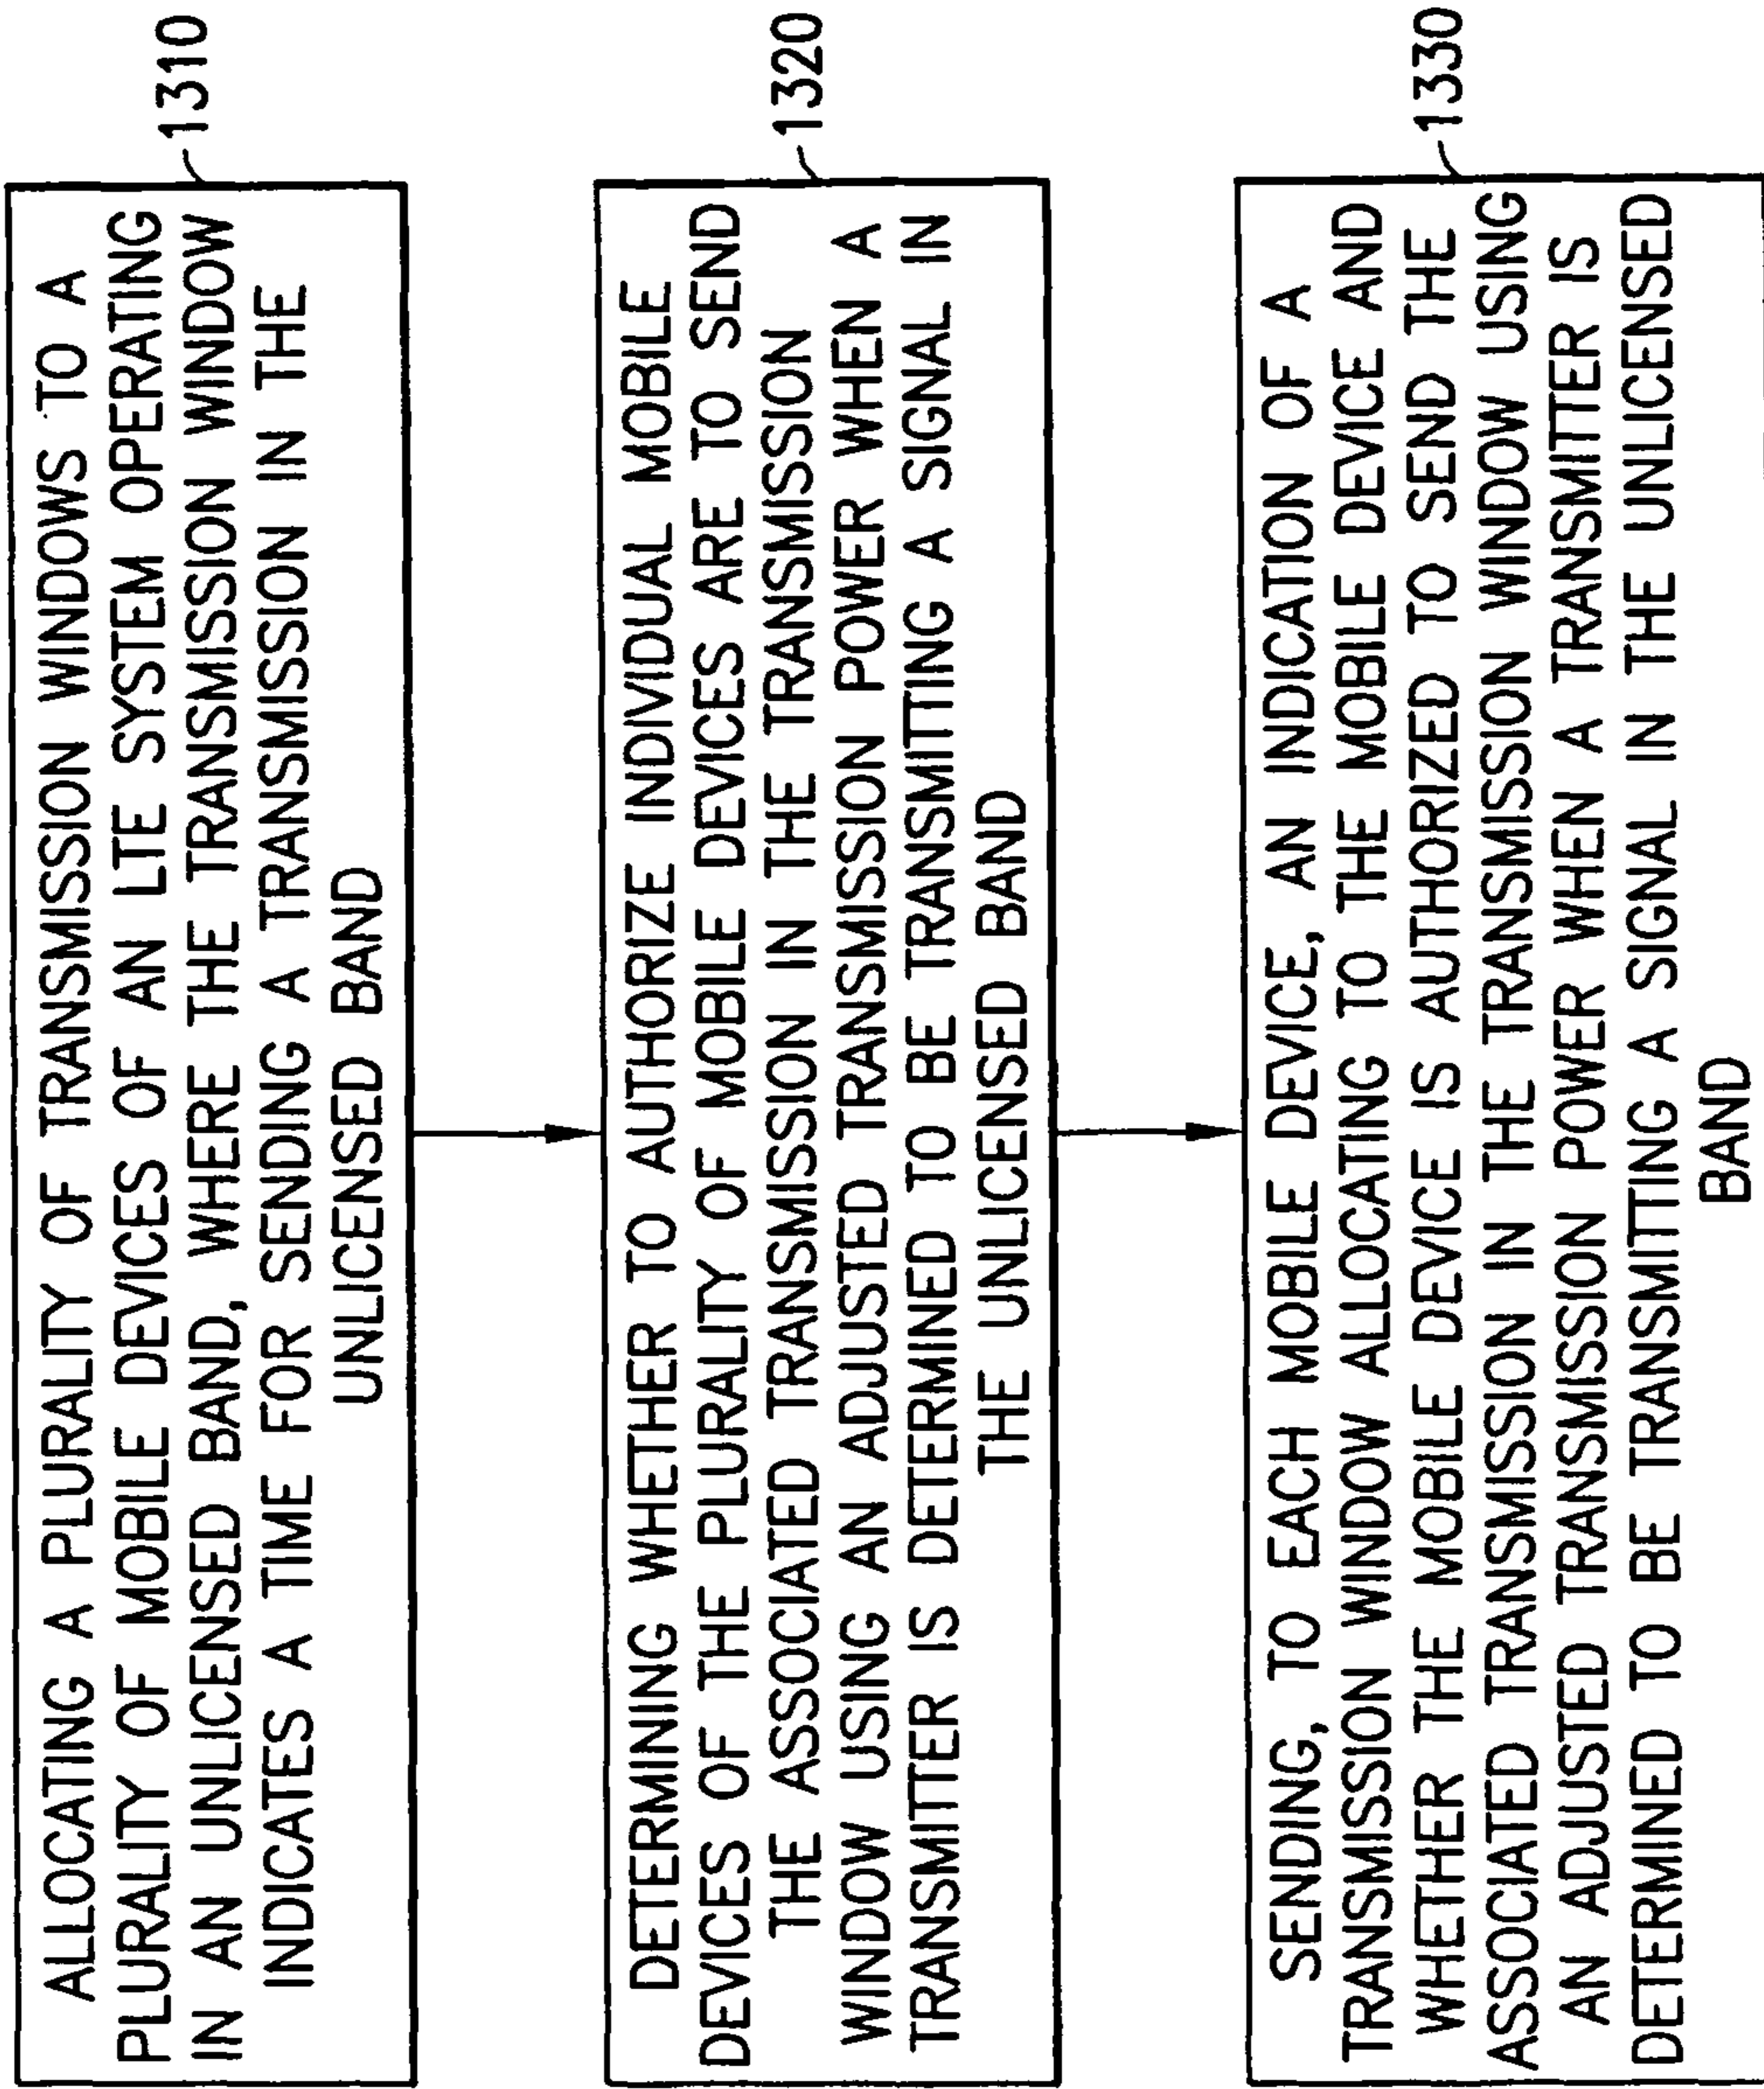 ALLOCATING A PLURALITY OF TRANSMISSION WINDOWS TO A
PLURALITY OF MOBILE DEVICES OF AN LTE SYSTEM OPERATING
IN AN UNLICENSED BAND, WHERE THE TRANSMISSION WINDOW
INDICATES A TIME FOR SENDING A TRANSMISSION IN THE
UNLICENSED BAND
1310
DETERMINING WHETHER TO AUTHORIZE INDIVIDUAL MOBILE
DEVICES OF THE PLURALITY OF MOBILE DEVICES ARE TO SEND
THE ASSOCIATED TRANSMISSION IN THE TRANSMISSION
WINDOW USING AN ADJUSTED TRANSMISSION POWER WHEN A
TRANSMITTER IS DETERMINED TO BE TRANSMITTING A SIGNAL IN
THE UNLICENSED BAND
1320
SENDING, TO EACH MOBILE DEVICE, AN INDICATION OF A
TRANSMISSION WINDOW ALLOCATING TO THE MOBILE DEVICE AND
WHETHER THE MOBILE DEVICE IS AUTHORIZED TO SEND THE
ASSOCIATED TRANSMISSION IN THE TRANSMISSION WINDOW USING
AN ADJUSTED TRANSMISSION POWER WHEN A TRANSMITTER IS
DETERMINED TO BE TRANSMITTING A SIGNAL IN THE UNLICENSED
BAND
1330